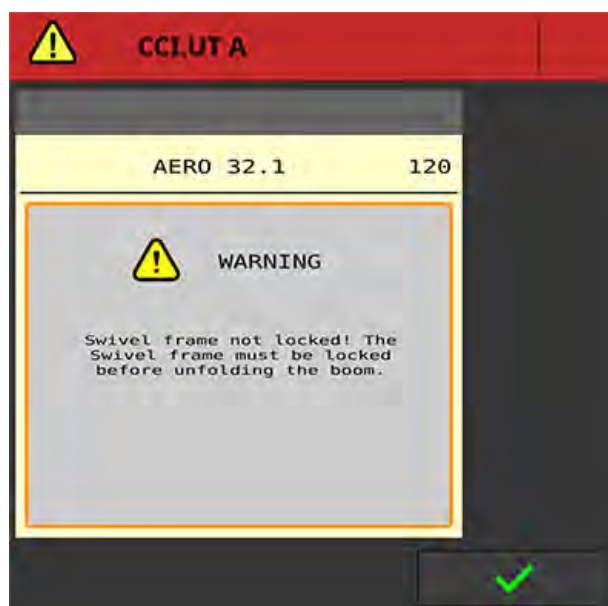 CCI.UT A
AERO 32.1 120
WARNING
Swivel frame not locked! The
Swivel frame must be locked
before unfolding the boom.